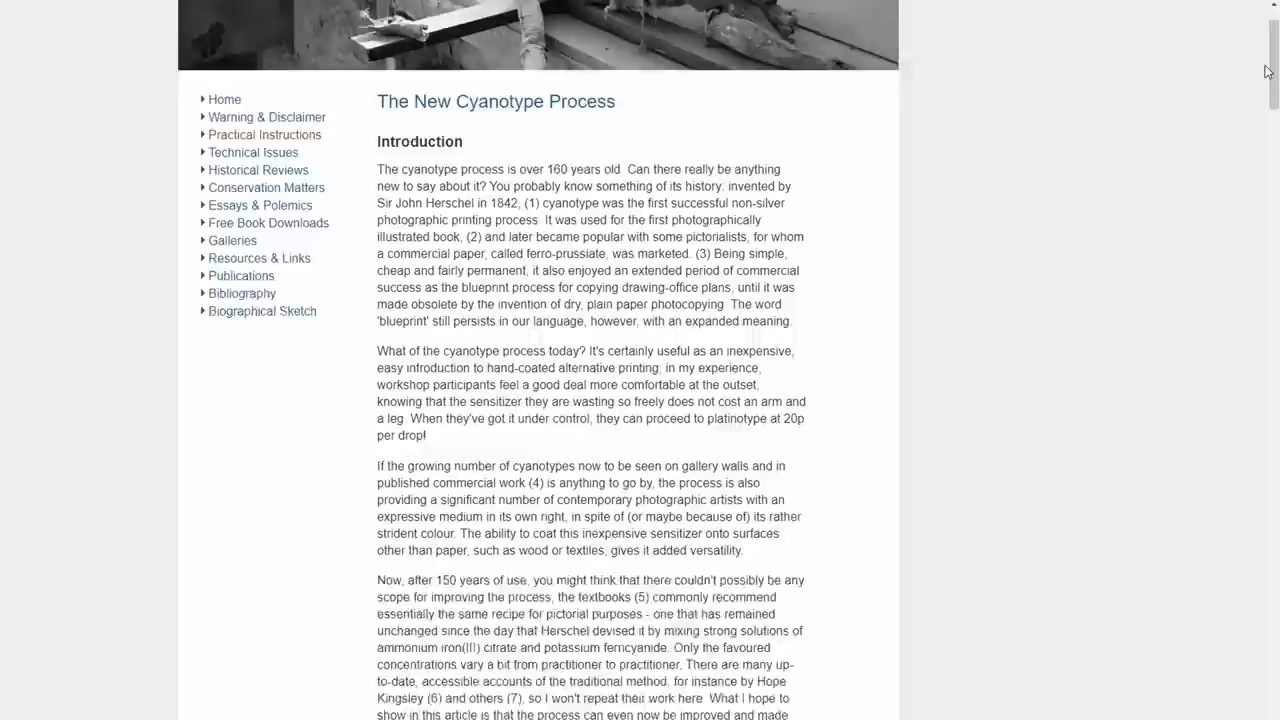 Home
Warning & Disclaimer
Practical Instructions
Technical Issues
Historical Reviews
Conservation Matters
Essays & Polemics
Free Book Downloads
Galleries
Resources & Links
Publications
Bibliography
Biographical Sketch
The New Cyanotype Process
Introduction
The cyanotype process is over 160 years old. Can there really be anything
new to say about it? You probably know something of its history: invented by
Sir John Herschel in 1842, (1) cyanotype was the first successful non-silver
photographic printing process. It was used for the first photographically
illustrated book, (2) and later became popular with some pictorialists, for whom
a commercial paper, called ferro-prussiate, was marketed. (3) Being simple,
cheap and fairly permanent, it also enjoyed an extended period of commercial
success as the blueprint process for copying drawing-office plans, until it was
made obsolete by the invention of dry, plain paper photocopying. The word
'blueprint' still persists in our language, however, with an expanded meaning.
What of the cyanotype process today? It's certainly useful as an inexpensive,
easy introduction to hand-coated alternative printing; in my experience,
workshop participants feel a good deal more comfortable at the outset,
knowing that the sensitizer they are wasting so freely does not cost an arm and
a leg. When they've got it under control, they can proceed to platinotype at 20p
per drop!
If the growing number of cyanotypes now to be seen on gallery walls and in
published commercial work (4) is anything to go by, the process is also
providing a significant number of contemporary photographic artists with an
expressive medium in its own right, in spite of (or maybe because of) its rather
strident colour. The ability to coat this inexpensive sensitizer onto surfaces
other than paper, such as wood or textiles, gives it added versatility.
Now, after 150 years of use, you might think that there couldn't possibly be any
scope for improving the process; the textbooks (5) commonly recommend
essentially the same recipe for pictorial purposes - one that has remained
unchanged since the day that Herschel devised it by mixing strong solutions of
ammonium iron(III) citrate and potassium ferricyanide. Only the favoured
concentrations vary a bit from practitioner to practitioner. There are many up-
to-date, accessible accounts of the traditional method, for instance by Hope
Kingsley (6) and others (7), so I won't repeat their work here. What I hope to
show in this article is that the process can even now be improved and made